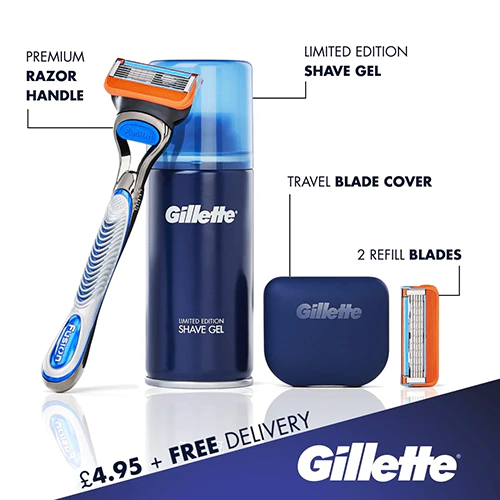 PREMIUM
RAZOR
HANDLE
LIMITED EDITION
SHAVE GEL
TRAVEL BLADE COVER
2 REFILL BLADES
Gillette
LIMITED EDITION
SHAVE GEL
Gillette
Fusion
£4.95 + FREE DELIVERY
Gillette